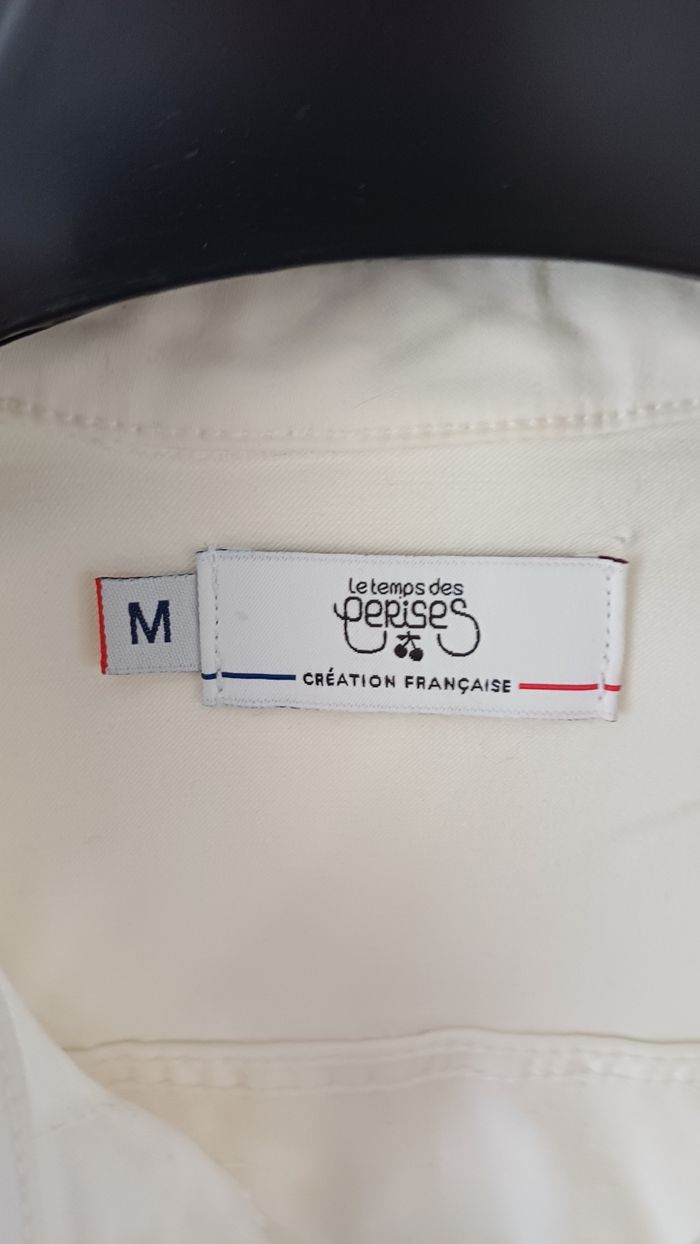 M
Le temps des
CERISES
CRÉATION FRANÇAISE